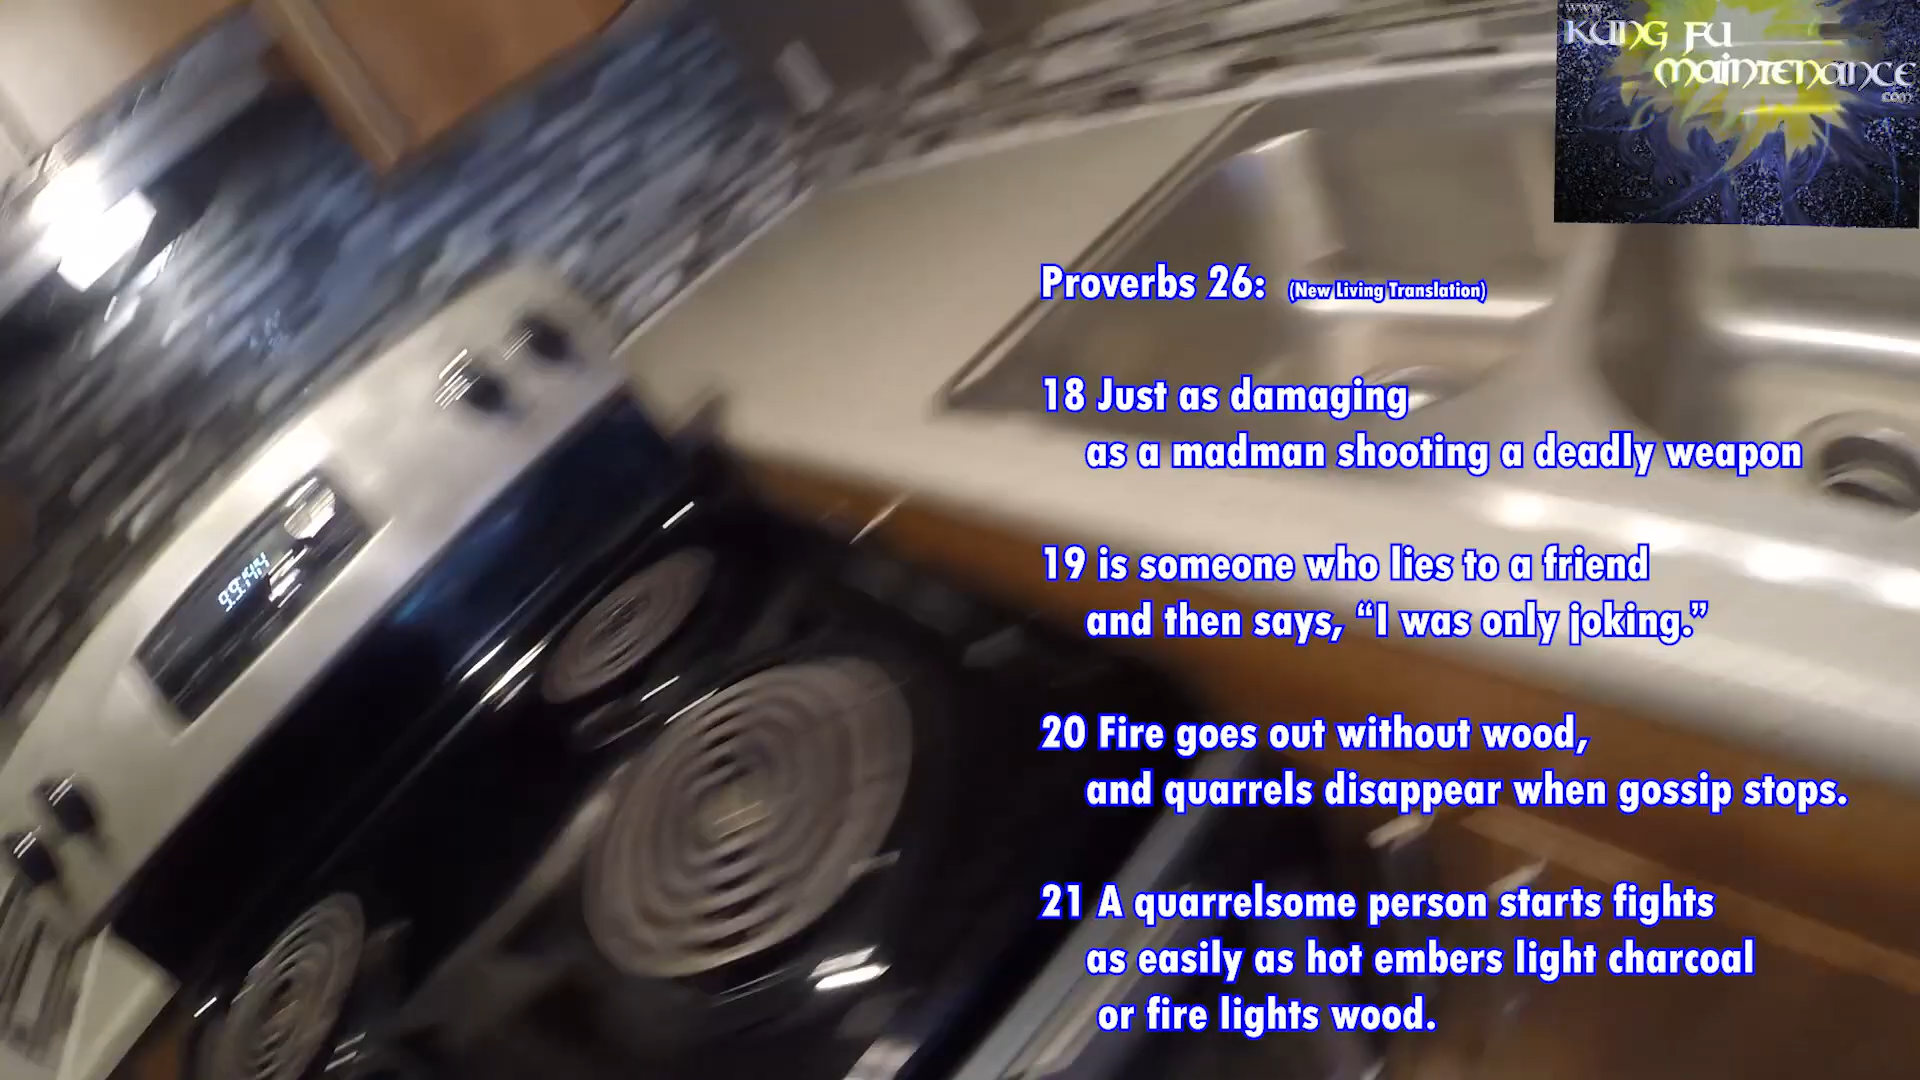 www.
Kung Fu
Maintenance
.com
Proverbs 26: (New Living Translation)
18 Just as damaging
as a madman shooting a deadly weapon
19 is someone who lies to a friend
and then says, “I was only joking.”
20 Fire goes out without wood,
and quarrels disappear when gossip stops.
21 A quarrelsome person starts fights
as easily as hot embers light charcoal
or fire lights wood.